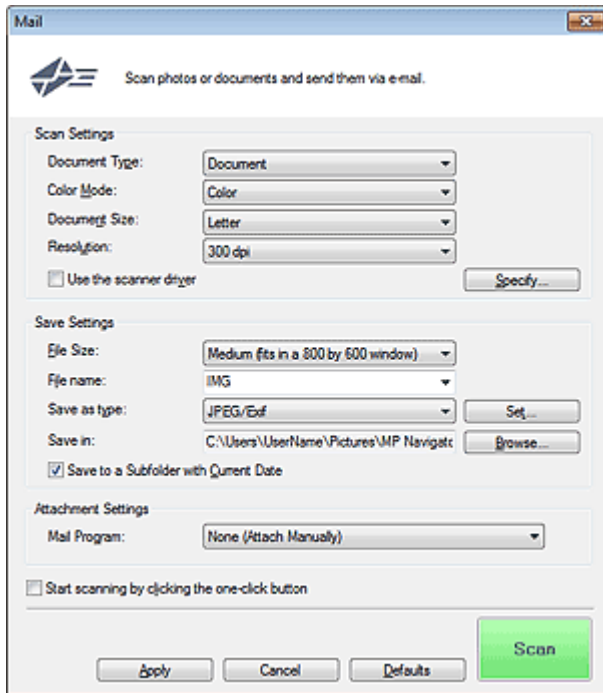 Mail
Scan photos or documents and send them via e-mail.
Scan Settings
Document Type: Document
Color Mode: Color
Document Size: Letter
Resolution: 300 dpi
Use the scanner driver Specify...
Save Settings
File Size: Medium (fits in a 800 by 600 window)
File name: IMG
Save as type: JPEG/Exif Set...
Save in: C:\Users\UserName\Pictures\MP Navigato Browse...
Save to a Subfolder with Current Date
Attachment Settings
Mail Program: None (Attach Manually)
Start scanning by clicking the one-click button
Scan
Apply Cancel Defaults